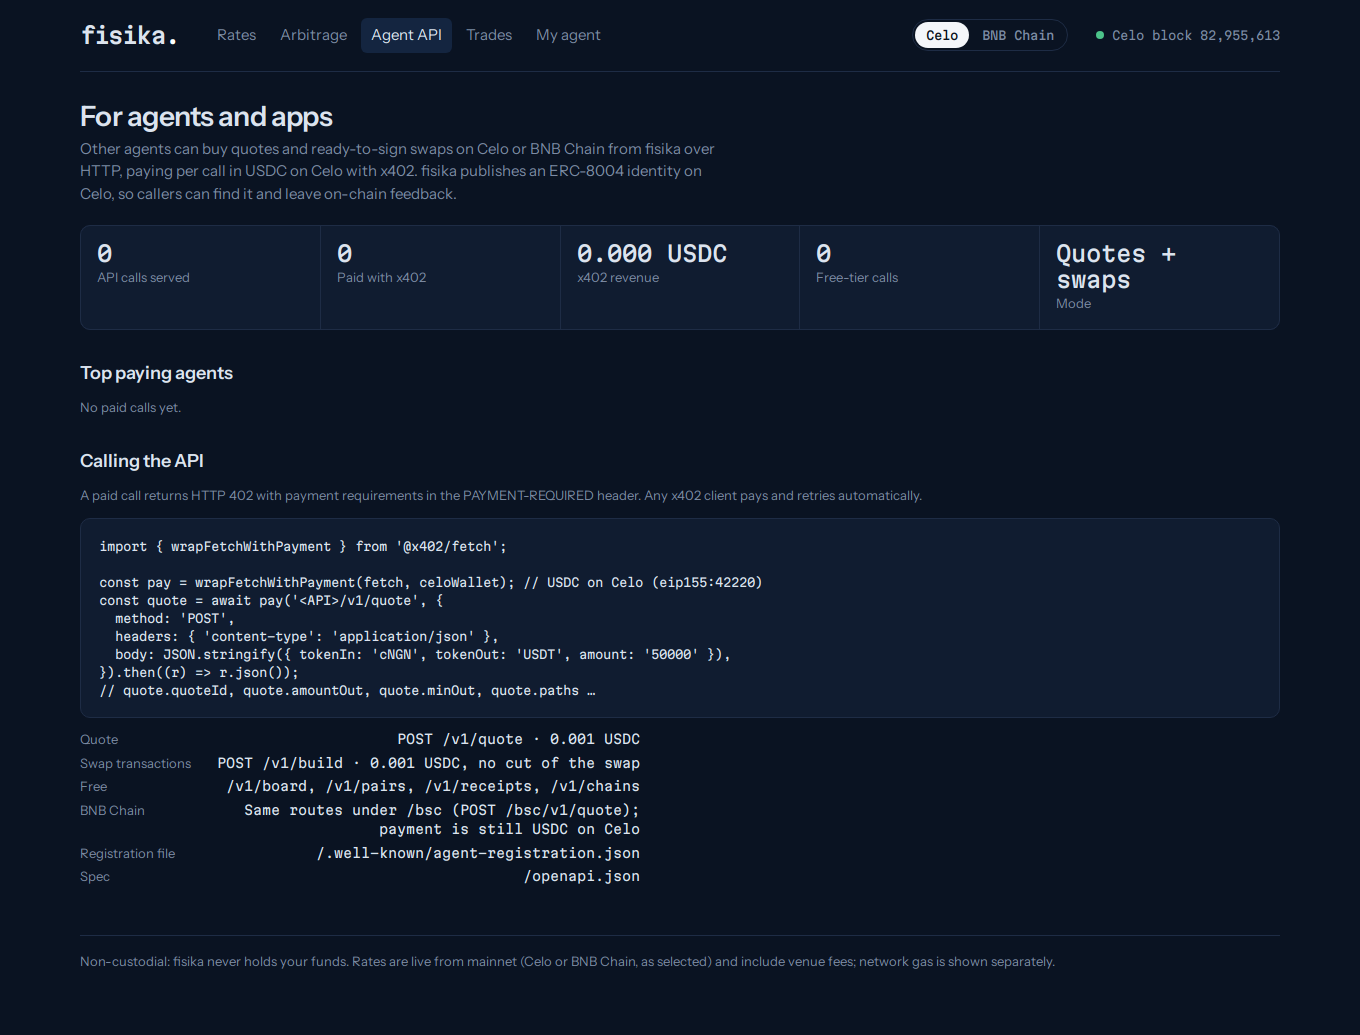 fisika. Rates Arbitrage Agent API Trades My agent Celo BNB Chain Celo block 82,955,613
For agents and apps
Other agents can buy quotes and ready-to-sign swaps on Celo or BNB Chain from fisika over
HTTP, paying per call in USDC on Celo with x402. fisika publishes an ERC-8004 identity on
Celo, so callers can find it and leave on-chain feedback.
0
API calls served
0
Paid with x402
0.000 USDC
x402 revenue
0
Free-tier calls
Quotes +
swaps
Mode
Top paying agents
No paid calls yet.
Calling the API
A paid call returns HTTP 402 with payment requirements in the PAYMENT-REQUIRED header. Any x402 client pays and retries automatically.
import { wrapFetchWithPayment } from '@x402/fetch';
const pay = wrapFetchWithPayment(fetch, celoWallet); // USDC on Celo (eip155:42220)
const quote = await pay('<API>/v1/quote', {
  method: 'POST',
  headers: { 'content-type': 'application/json' },
  body: JSON.stringify({ tokenIn: 'cNGN', tokenOut: 'USDT', amount: '50000' }),
}).then((r) => r.json());
// quote.quoteId, quote.amountOut, quote.minOut, quote.paths …
Quote POST /v1/quote · 0.001 USDC
Swap transactions POST /v1/build · 0.001 USDC, no cut of the swap
Free /v1/board, /v1/pairs, /v1/receipts, /v1/chains
BNB Chain Same routes under /bsc (POST /bsc/v1/quote);
payment is still USDC on Celo
Registration file /.well-known/agent-registration.json
Spec /openapi.json
Non-custodial: fisika never holds your funds. Rates are live from mainnet (Celo or BNB Chain, as selected) and include venue fees; network gas is shown separately.